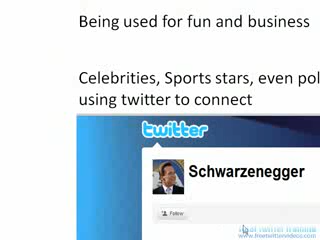 Being used for fun and business
Celebrities, Sports stars, even pol
using twitter to connect
twitter
Schwarzenegger
Follow
www.freetwittervideos.com